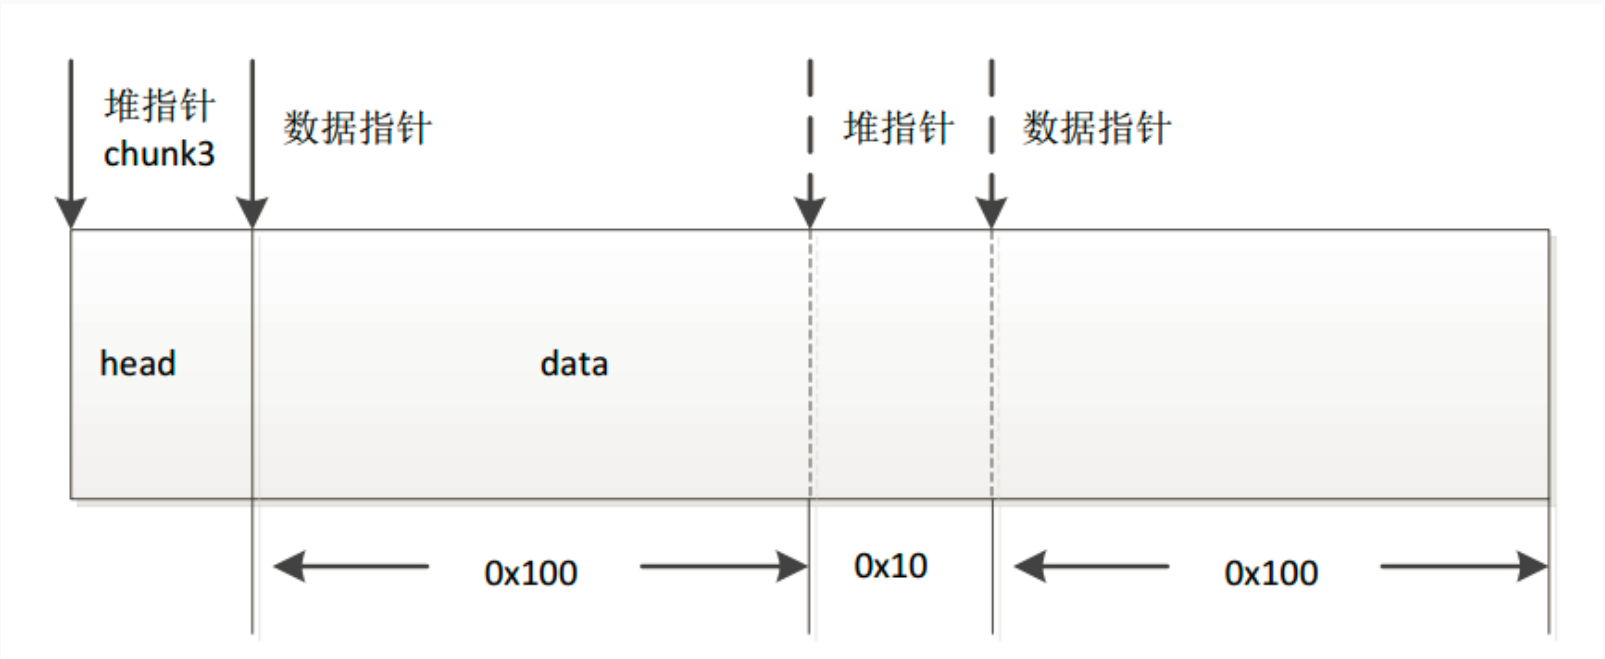 堆指针
chunk3
数据指针
堆指针
数据指针
head
data
0x100
0x10
0x100